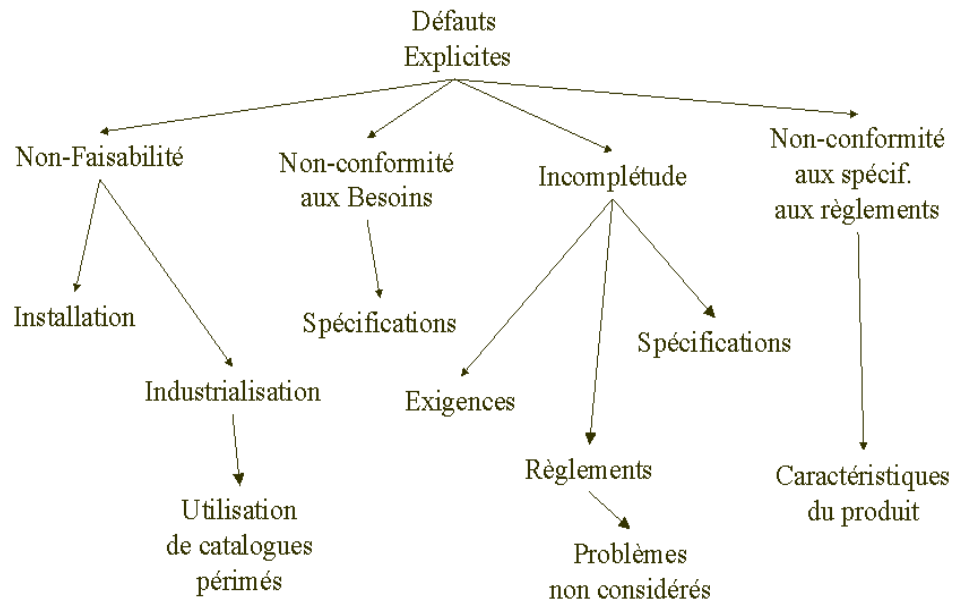 Défauts
Explicites
Non-Faisabilité
Non-conformité
aux Besoins
Incomplétude
Non-conformité
aux spécif.
aux règlements
Installation
Spécifications
Spécifications
Industrialisation
Exigences
Règlements
Caractéristiques
du produit
Utilisation
de catalogues
périmés
Problèmes
non considérés